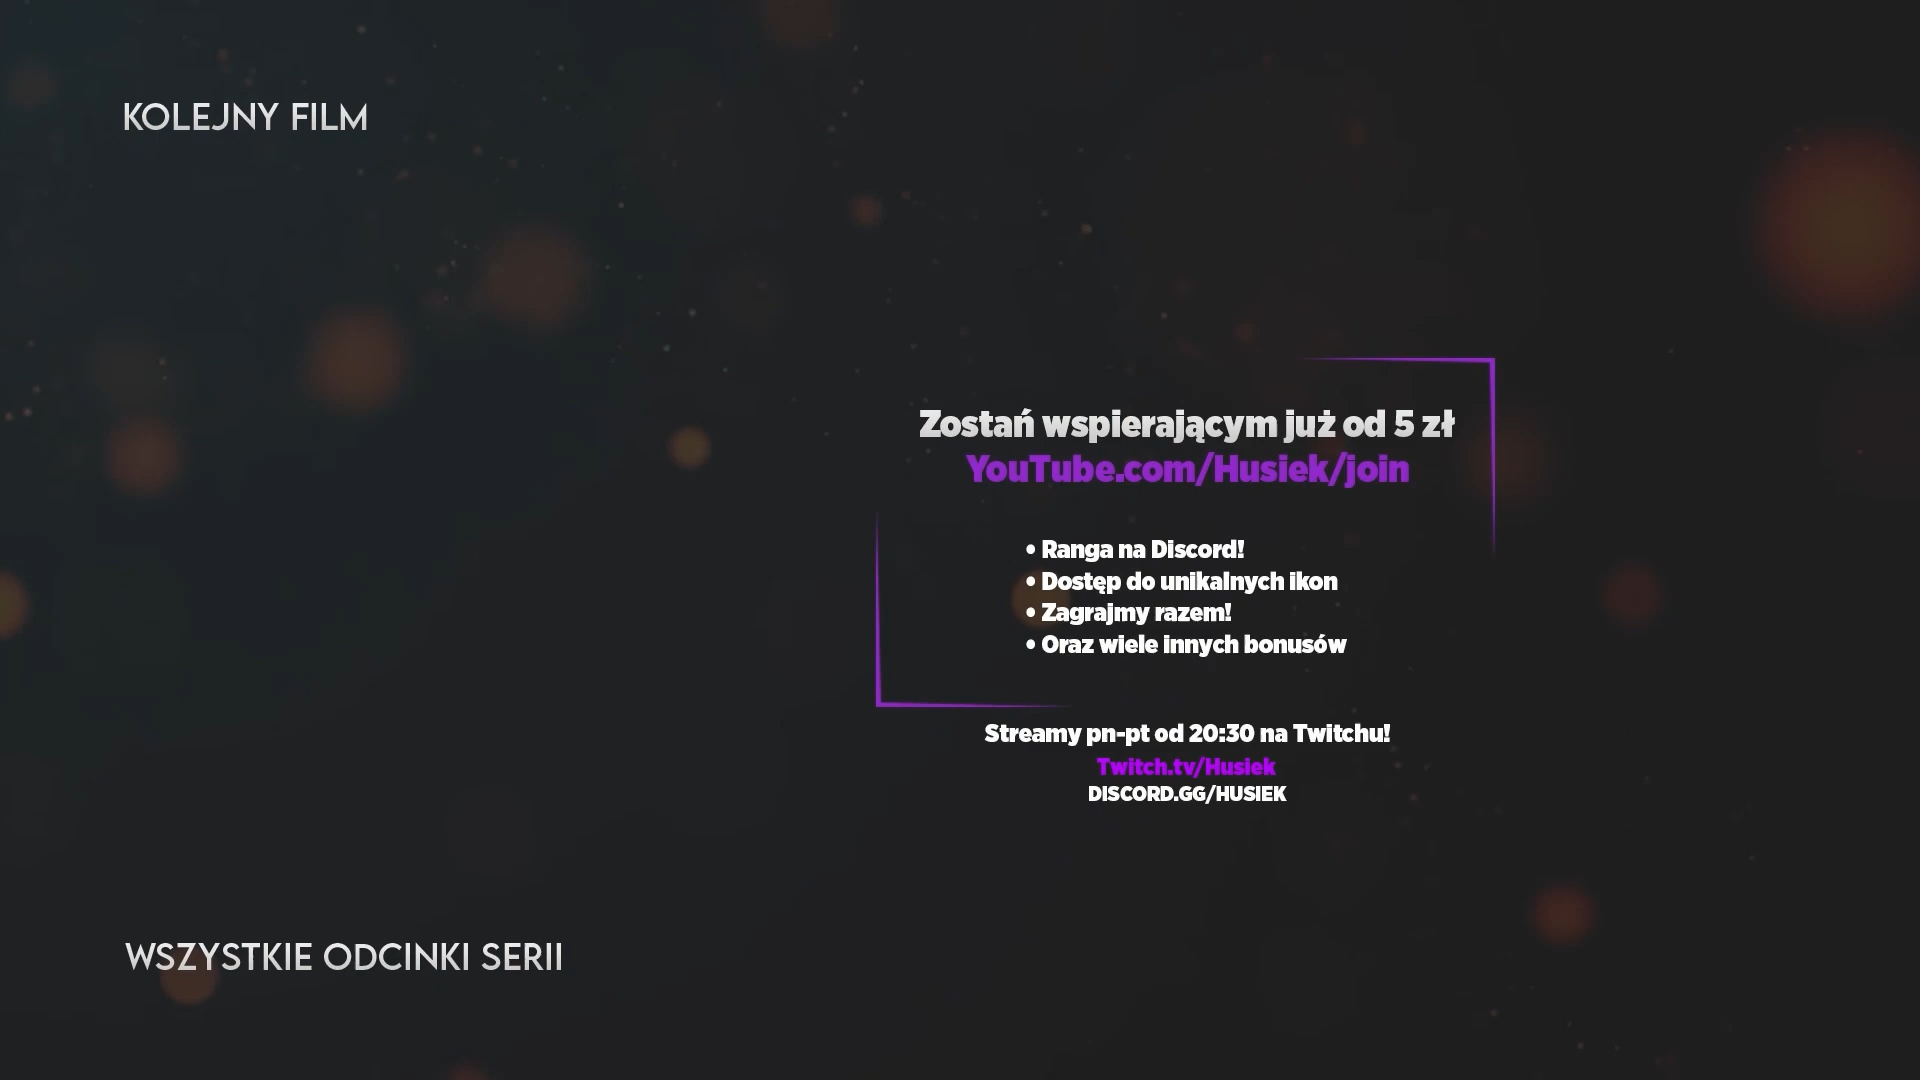 KOLEJNY FILM
Zostań wspierającym już od 5 zł
YouTube.com/Husiek/join
• Ranga na Discord!
• Dostęp do unikalnych ikon
• Zagrajmy razem!
• Oraz wiele innych bonusów
Streamy pn-pt od 20:30 na Twitchu!
Twitch.tv/Husiek
DISCORD.GG/HUSIEK
WSZYSTKIE ODCINKI SERII